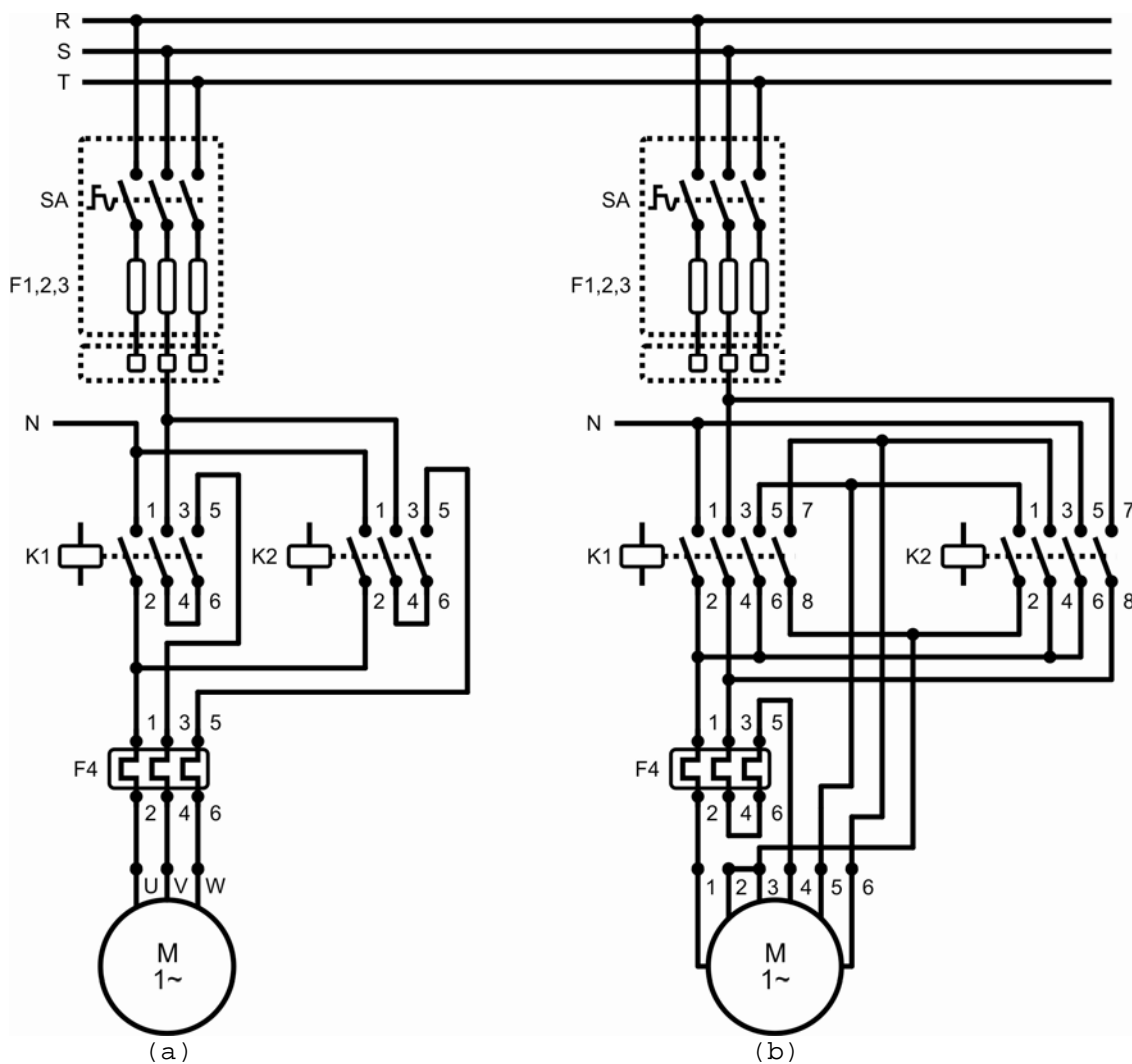 R
S
T
SA SA
F1,2,3 F1,2,3
N N
1 3 5 1 3 5 1 3 5 7 1 3 5 7
K1 K2 K1 K2
2 4 6 2 4 6 2 4 6 8 2 4 6 8
1 3 5 1 3 5
F4 F4
2 4 6 2 4 6
U V W 1 2 3 4 5 6
M M
1~ 1~
(a) (b)